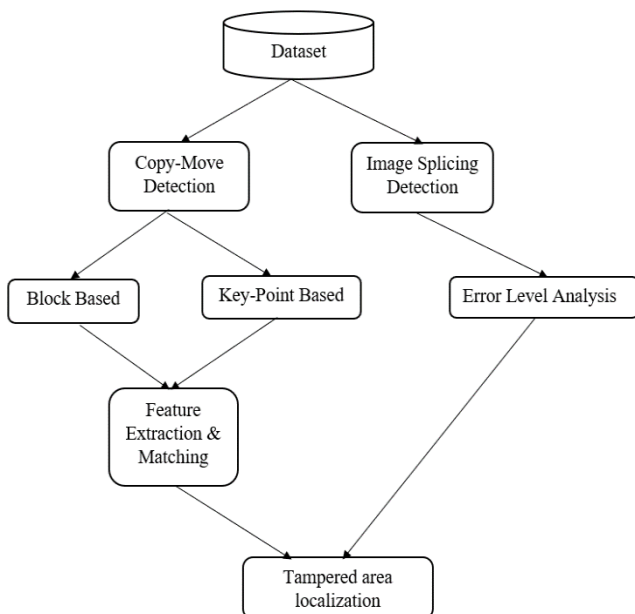 Dataset
Copy-Move
Detection
Image Splicing
Detection
Block Based
Key-Point Based
Error Level Analysis
Feature
Extraction &
Matching
Tampered area
localization